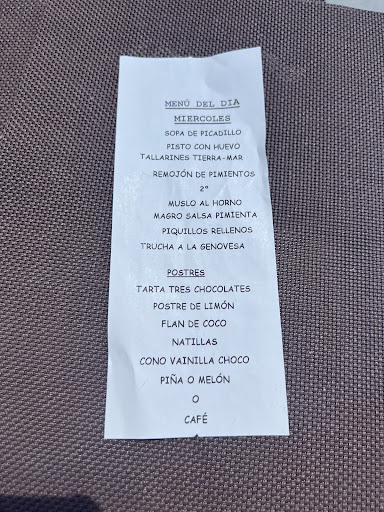 MENÚ DEL DIA
MIERCOLES
SOPA DE PICADILLO
PISTO CON HUEVO
TALLARINES TIERRA-MAR
REMOJÓN DE PIMIENTOS
2º
MUSLO AL HORNO
MAGRO SALSA PIMIENTA
PIQUILLOS RELLENOS
TRUCHA A LA GENOVESA
POSTRES
TARTA TRES CHOCOLATES
POSTRE DE LIMÓN
FLAN DE COCO
NATILLAS
CONO VAINILLA CHOCO
PIÑA O MELÓN
O
CAFÉ